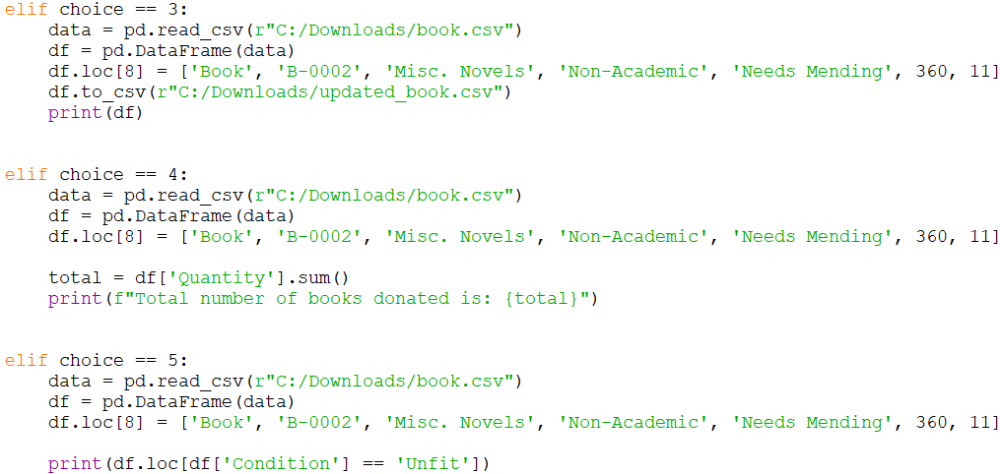 elif choice == 3:
    data = pd.read_csv(r"C:/Downloads/book.csv")
    df = pd.DataFrame(data)
    df.loc[8] = ['Book', 'B-0002', 'Misc. Novels', 'Non-Academic', 'Needs Mending', 360, 11]
    df.to_csv(r"C:/Downloads/updated_book.csv")
    print(df)
elif choice == 4:
    data = pd.read_csv(r"C:/Downloads/book.csv")
    df = pd.DataFrame(data)
    df.loc[8] = ['Book', 'B-0002', 'Misc. Novels', 'Non-Academic', 'Needs Mending', 360, 11]
    total = df['Quantity'].sum()
    print(f"Total number of books donated is: {total}")
elif choice == 5:
    data = pd.read_csv(r"C:/Downloads/book.csv")
    df = pd.DataFrame(data)
    df.loc[8] = ['Book', 'B-0002', 'Misc. Novels', 'Non-Academic', 'Needs Mending', 360, 11]
    print(df.loc[df['Condition'] == 'Unfit'])